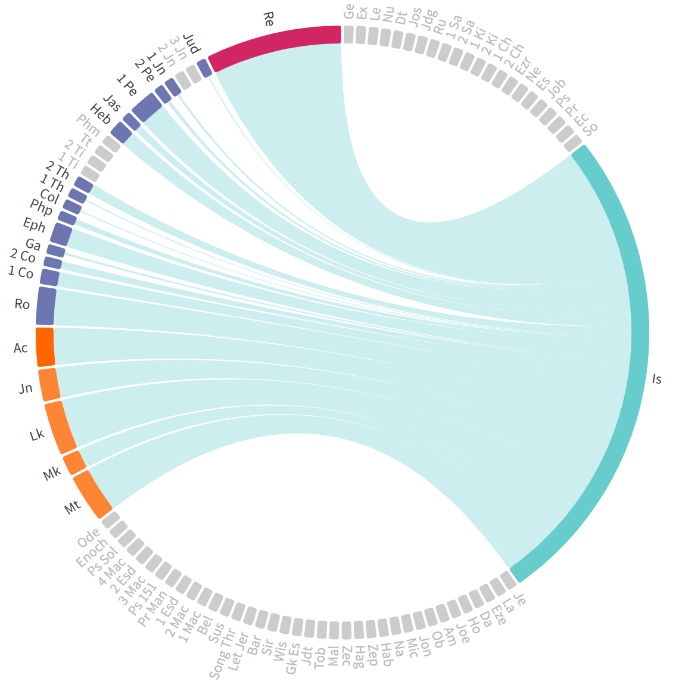 Ge
Ex
Le
Nu
Dt
Jos
Jdg
Ru
1 Sa
2 Sa
1 Ki
2 Ki
1 Ch
2 Ch
Ezr
Ne
Es
Job
Ps
Pr
Ec
So
Is
Je
La
Eze
Da
Ho
Joe
Am
Ob
Jon
Mic
Na
Hab
Zep
Hag
Zec
Mal
Tob
Jdt
Gk Es
Wis
Sir
Bar
Let Jer
Song Thr
Sus
Bel
1 Mac
2 Mac
1 Esd
Pr Man
Ps 151
3 Mac
2 Esd
4 Mac
Ps Sol
Enoch
Ode
Mt
Mk
Lk
Jn
Ac
Ro
1 Co
2 Co
Ga
Eph
Php
Col
1 Th
2 Th
1 Ti
2 Ti
Tt
Phm
Heb
Jas
1 Pe
2 Pe
1 Jn
2 Jn
3 Jn
Jud
Re